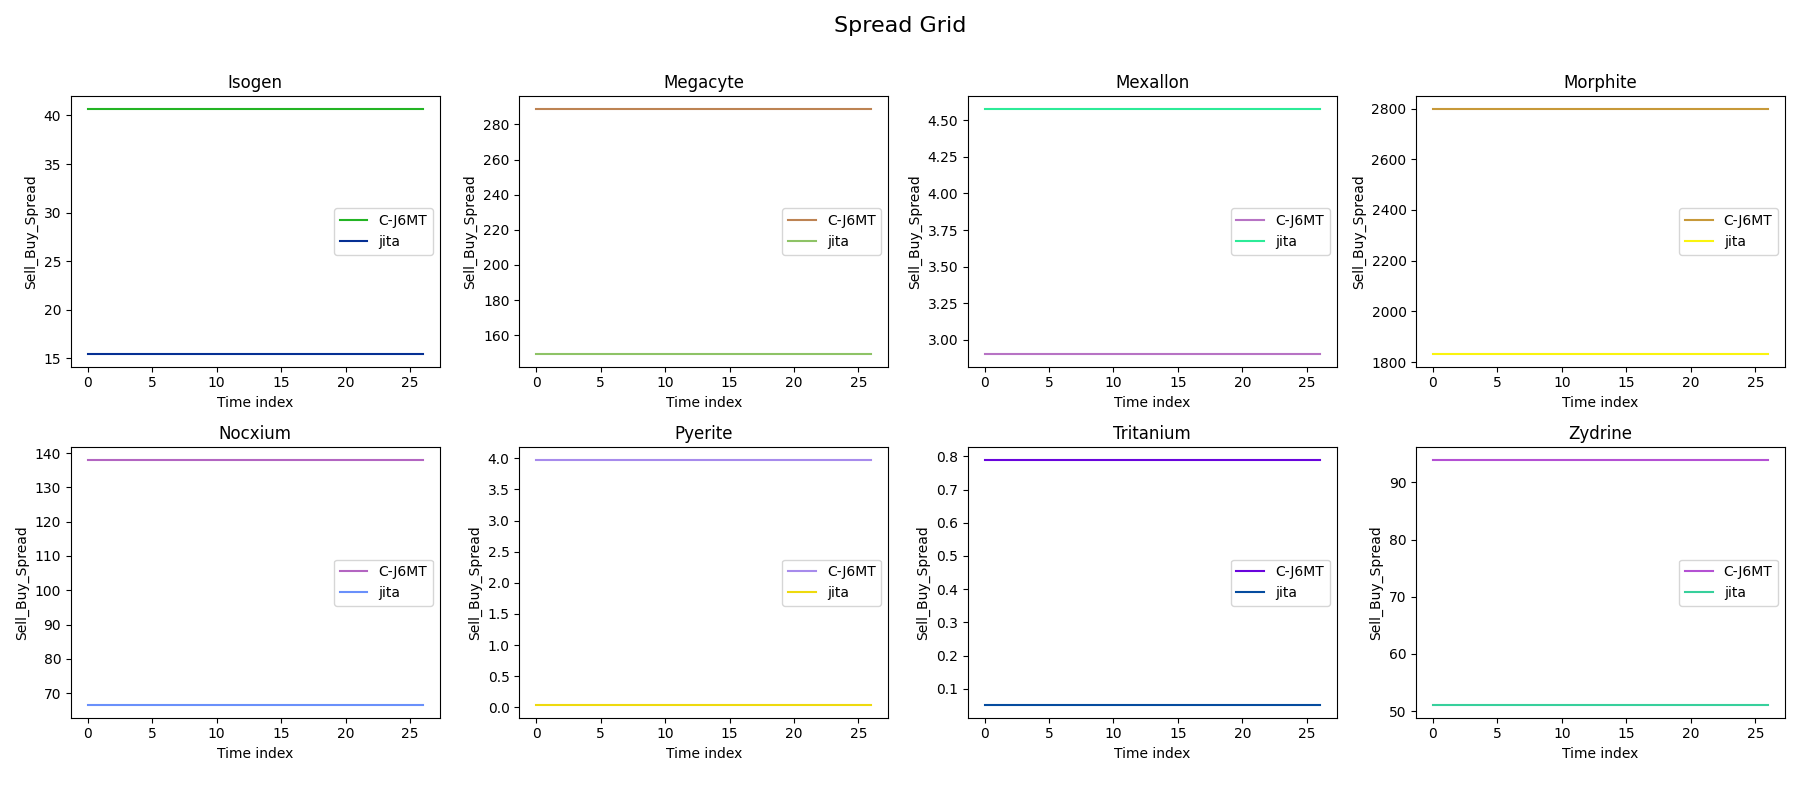 Spread Grid
Isogen
Sell_Buy_Spread
40
35
30
25
20
15
C-J6MT
jita
0 5 10 15 20 25
Time index
Megacyte
Sell_Buy_Spread
280
260
240
220
200
180
160
C-J6MT
jita
0 5 10 15 20 25
Time index
Mexallon
Sell_Buy_Spread
4.50
4.25
4.00
3.75
3.50
3.25
3.00
C-J6MT
jita
0 5 10 15 20 25
Time index
Morphite
Sell_Buy_Spread
2800
2600
2400
2200
2000
1800
C-J6MT
jita
0 5 10 15 20 25
Time index
Nocxium
Sell_Buy_Spread
140
130
120
110
100
90
80
70
C-J6MT
jita
0 5 10 15 20 25
Time index
Pyerite
Sell_Buy_Spread
4.0
3.5
3.0
2.5
2.0
1.5
1.0
0.5
0.0
C-J6MT
jita
0 5 10 15 20 25
Time index
Tritanium
Sell_Buy_Spread
0.8
0.7
0.6
0.5
0.4
0.3
0.2
0.1
C-J6MT
jita
0 5 10 15 20 25
Time index
Zydrine
Sell_Buy_Spread
90
80
70
60
50
C-J6MT
jita
0 5 10 15 20 25
Time index